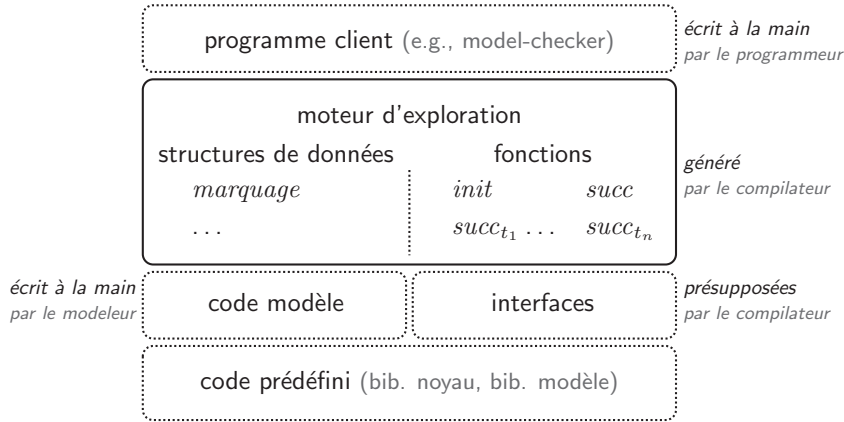 programme client (e.g., model-checker)
écrit à la main
par le programmeur
moteur d'exploration
structures de données
fonctions
marquage
init
succ
...
succ_{t_1} ... succ_{t_n}
généré
par le compilateur
écrit à la main
par le modeleur
code modèle
interfaces
présupposées
par le compilateur
code prédéfini (bib. noyau, bib. modèle)